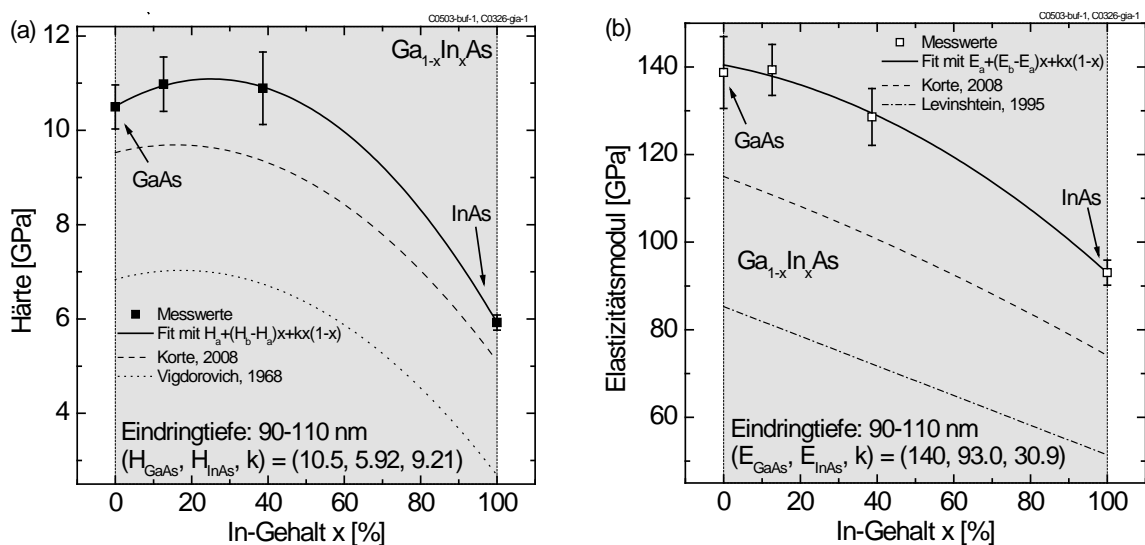 C0503-buf-1, C0326-gia-1
(a)
Ga1-xInxAs
12
10
8
6
4
Härte [GPa]
GaAs
InAs
Messwerte
Fit mit Ha+(Hb-Ha)x+kx(1-x)
Korte, 2008
Vigdorovich, 1968
Eindringtiefe: 90-110 nm
(HGaAs, HInAs, k) = (10.5, 5.92, 9.21)
0 20 40 60 80 100
In-Gehalt x [%]
C0503-buf-1, C0326-gia-1
(b)
Messwerte
Fit mit Ea+(Eb-Ea)x+kx(1-x)
Korte, 2008
Levinshtein, 1995
140
120
100
80
60
Elastizitätsmodul [GPa]
GaAs
InAs
Ga1-xInxAs
Eindringtiefe: 90-110 nm
(EGaAs, EInAs, k) = (140, 93.0, 30.9)
0 20 40 60 80 100
In-Gehalt x [%]